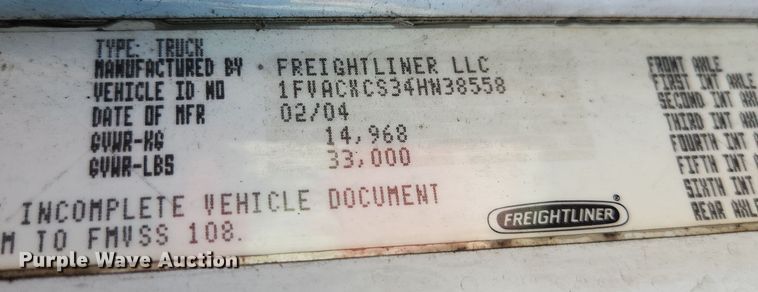 TYPE: TRUCK
MANUFACTURED BY FREIGHTLINER LLC
VEHICLE ID NO 1FVACXCS34HN38558
DATE OF MFR 02/04
GVWR-KG 14,968
GVWR-LBS 33,000
INCOMPLETE VEHICLE DOCUMENT
M TO FMVSS 108.
FREIGHTLINER
FRONT AXLE
FIRST INT AXLE
SECOND INT AX
THIRD INT AX
FOURTH INT A
FIFTH INT A
SIXTH INT
REAR AXLE
Purple Wave Auction